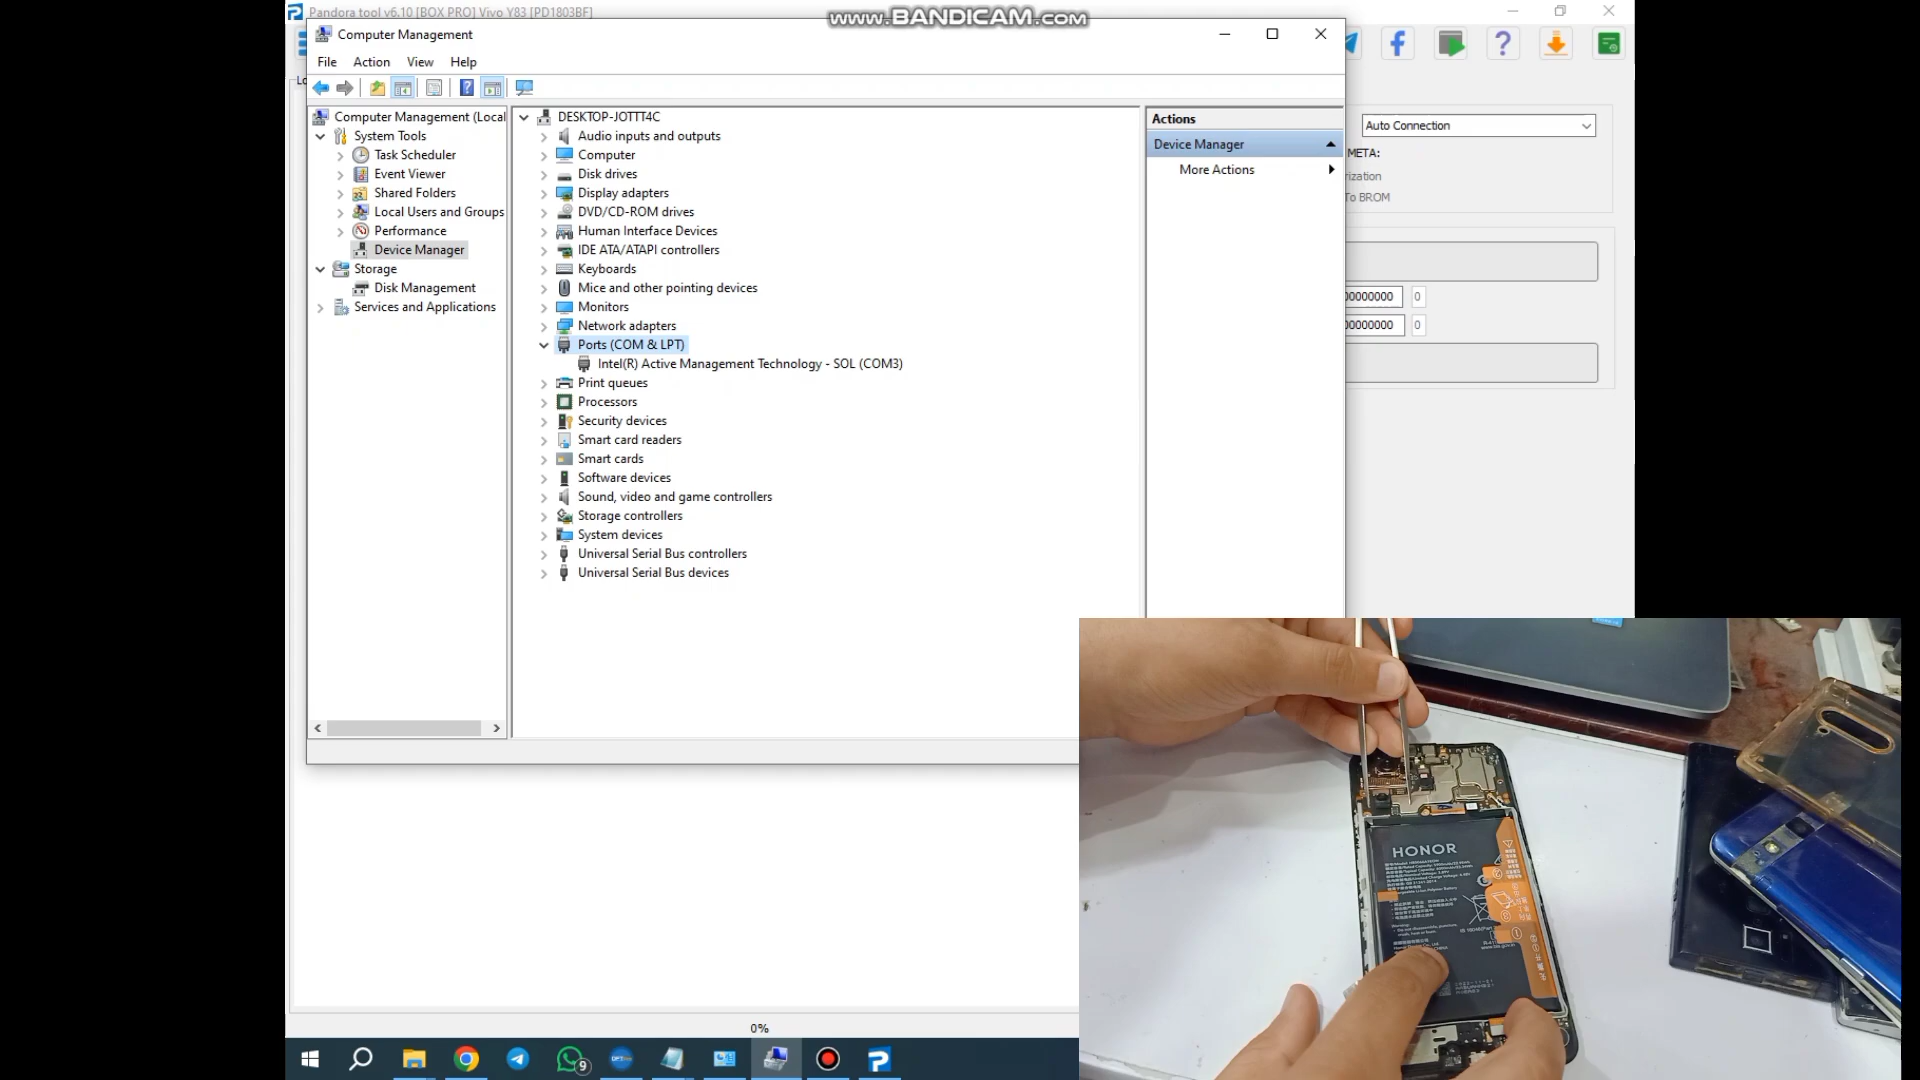 Pandora tool v6.10 [BOX PRO] Vivo Y83 [PD1803BF]
www.BANDICAM.com
Computer Management
File Action View Help
Computer Management (Local
System Tools
Task Scheduler
Event Viewer
Shared Folders
Local Users and Groups
Performance
Device Manager
Storage
Disk Management
Services and Applications
DESKTOP-JOTTT4C
Audio inputs and outputs
Computer
Disk drives
Display adapters
DVD/CD-ROM drives
Human Interface Devices
IDE ATA/ATAPI controllers
Keyboards
Mice and other pointing devices
Monitors
Network adapters
Ports (COM & LPT)
Intel(R) Active Management Technology - SOL (COM3)
Print queues
Processors
Security devices
Smart card readers
Smart cards
Software devices
Sound, video and game controllers
Storage controllers
System devices
Universal Serial Bus controllers
Universal Serial Bus devices
Actions
Device Manager
More Actions
Auto Connection
META:
rization
To BROM
00000000 0
00000000 0
HONOR
0%
9